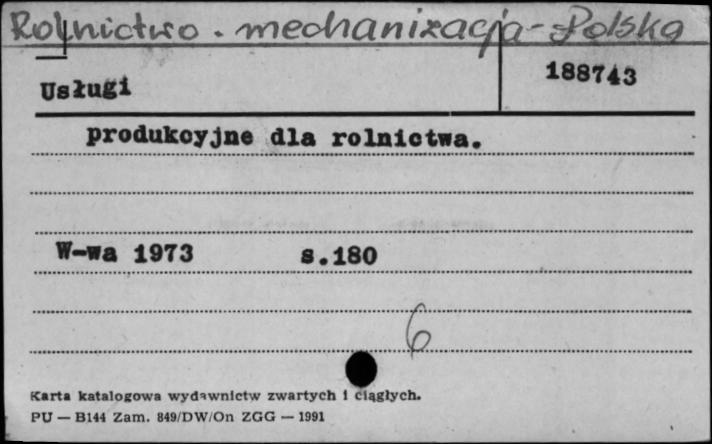 Rolnictwo - mechanizacja - Polska
188743
Usługi
produkcyjne dla rolnictwa.
W-wa 1973 s.180
6
Karta katalogowa wydawnictw zwartych i ciągłych.
PU — B144 Zam. 849/DW/On ZGG — 1991